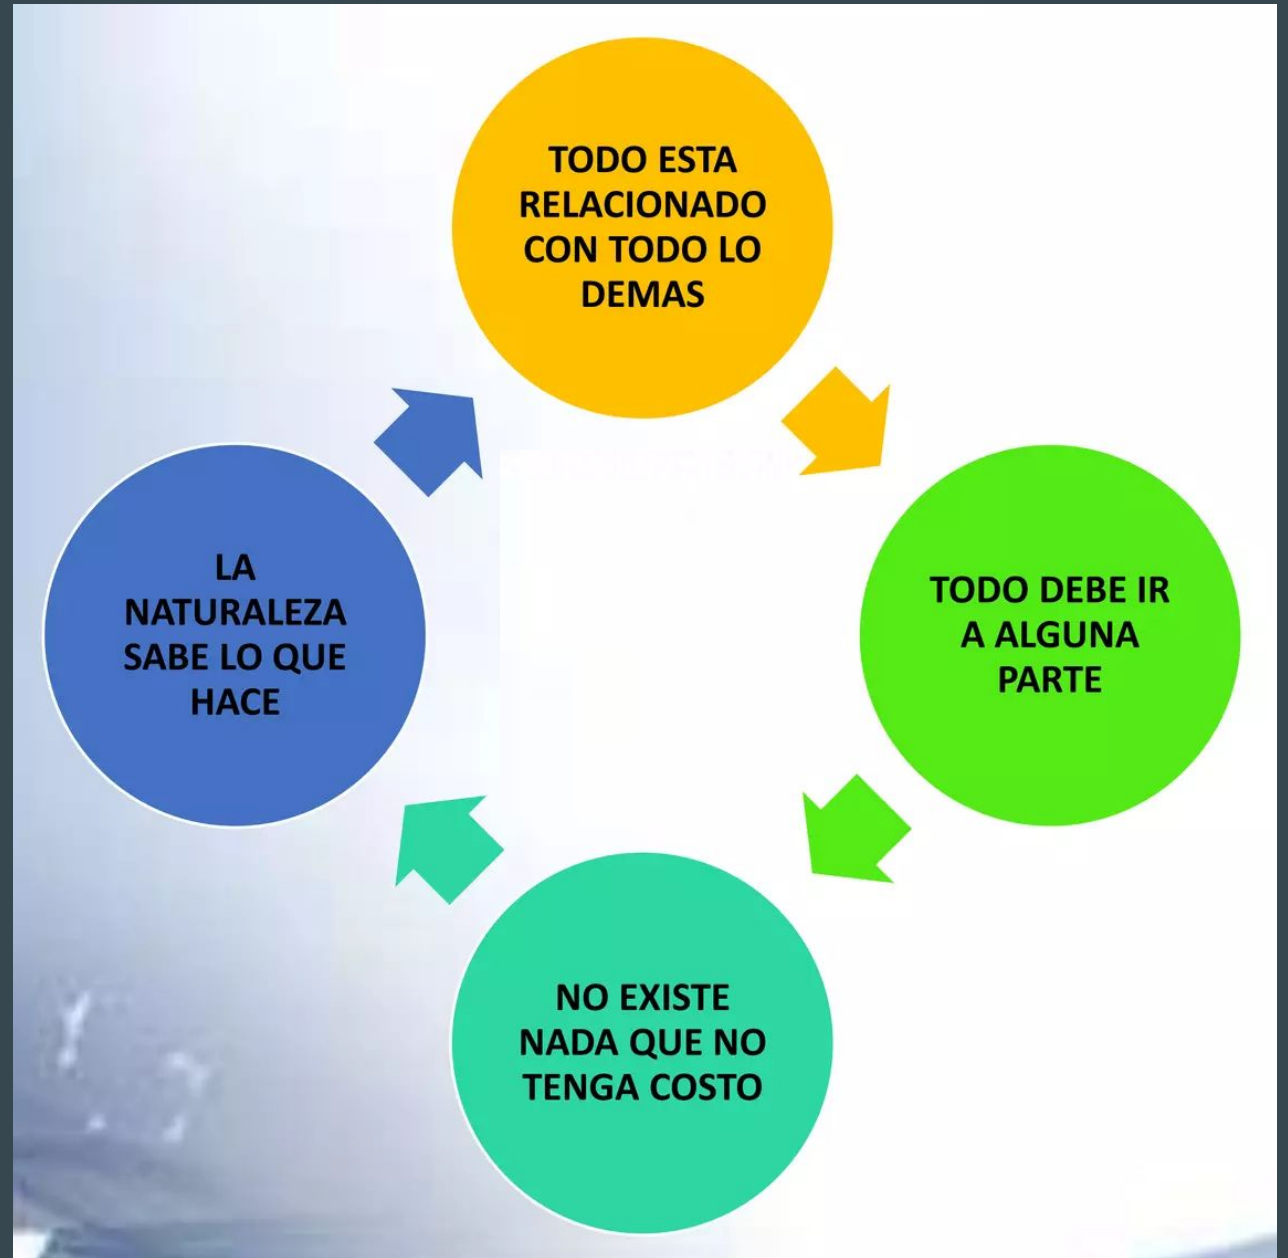 TODO ESTA
RELACIONADO
CON TODO LO
DEMAS
TODO DEBE IR
A ALGUNA
PARTE
NO EXISTE
NADA QUE NO
TENGA COSTO
LA
NATURALEZA
SABE LO QUE
HACE